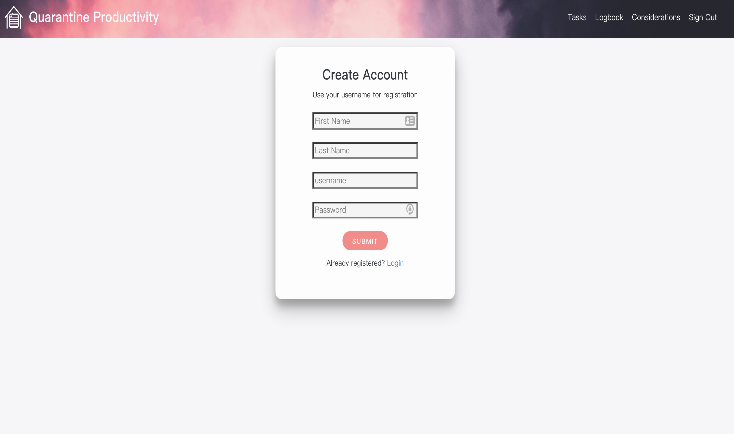 Quarantine Productivity
Tasks Logbook Considerations Sign Out
Create Account
Use your username for registration
First Name
Last Name
username
Password
SUBMIT
Already registered? Login